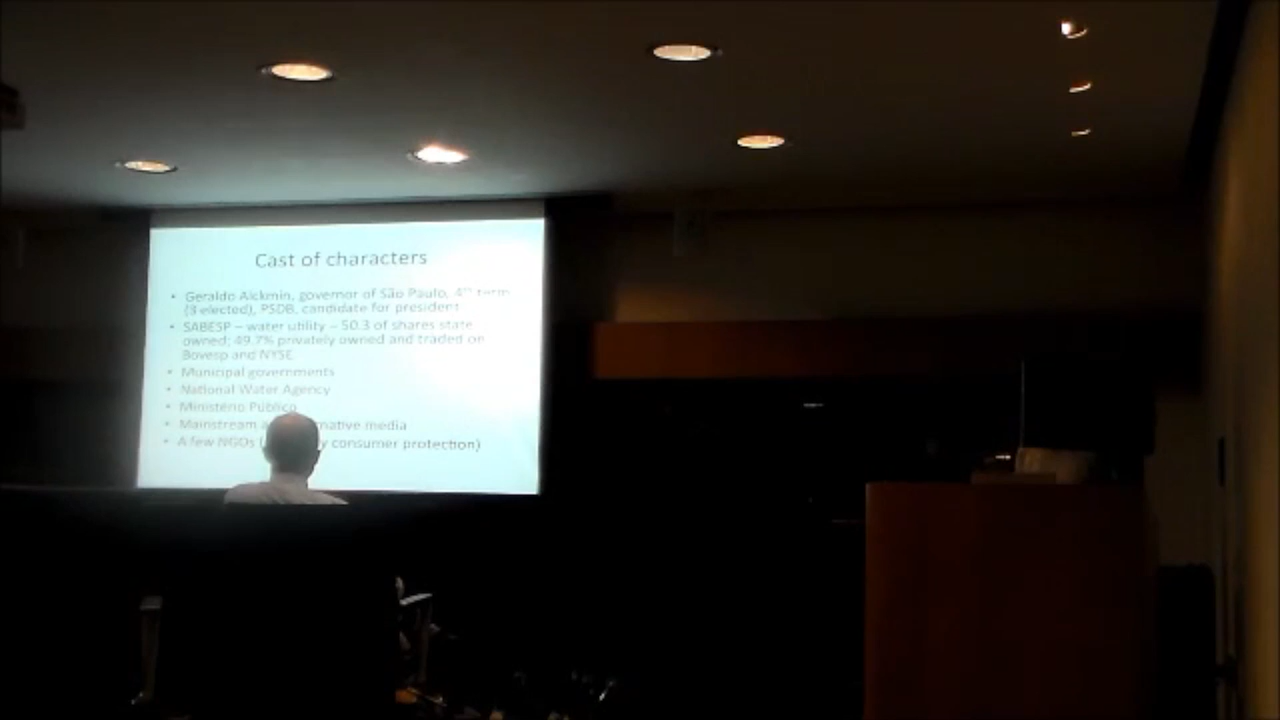 Cast of characters
• Geraldo Alckmin, governor of São Paulo, 4th term
(3 elected), PSDB, candidate for president
• SABESP – water utility – 50.3 of shares state
owned; 49.7% privately owned and traded on
Bovesp and NYSE
• Municipal governments
• National Water Agency
• Ministério Público
• Mainstream a native media
• A few NGOs ( y consumer protection)